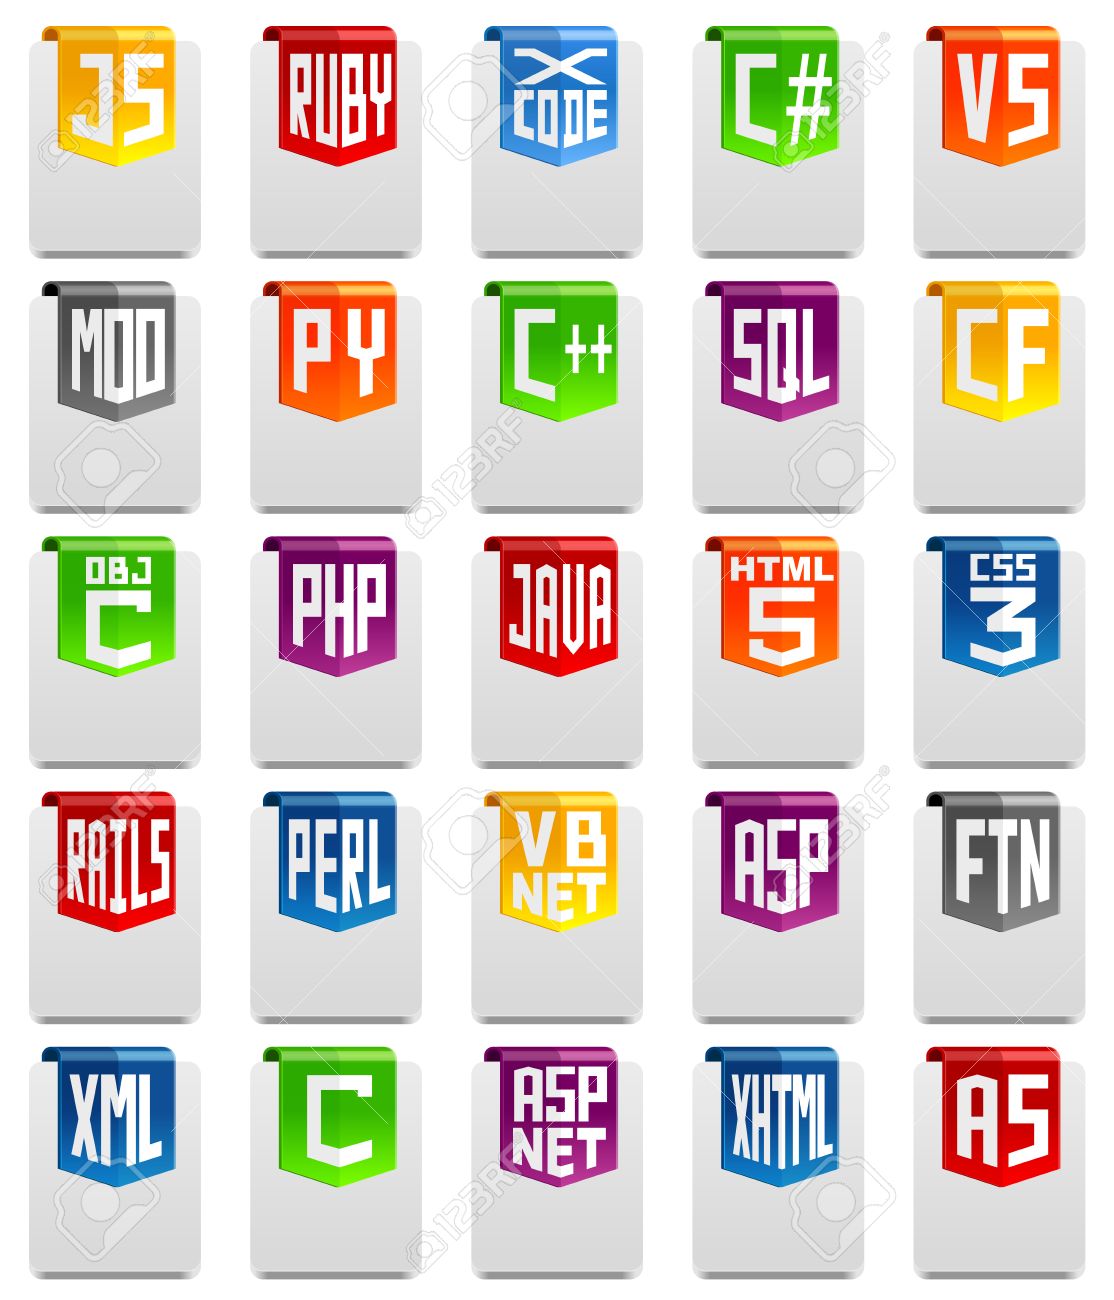 JS
RUBY
X
CODE
C#
VS
MOO
PY
C++
SQL
CF
OBJ
C
PHP
JAVA
HTML
5
CSS
3
RAILS
PERL
VB
NET
ASP
FTN
XML
C
ASP
NET
XHTML
AS
123RF